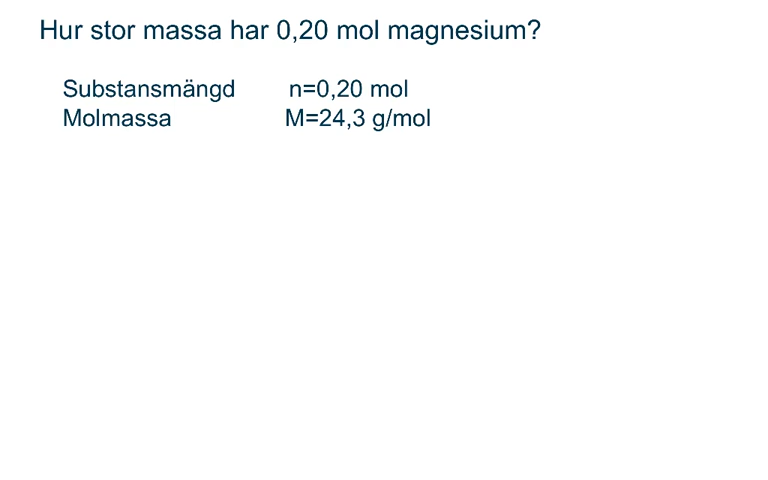 Hur stor massa har 0,20 mol magnesium?
Substansmängd n=0,20 mol
Molmassa M=24,3 g/mol